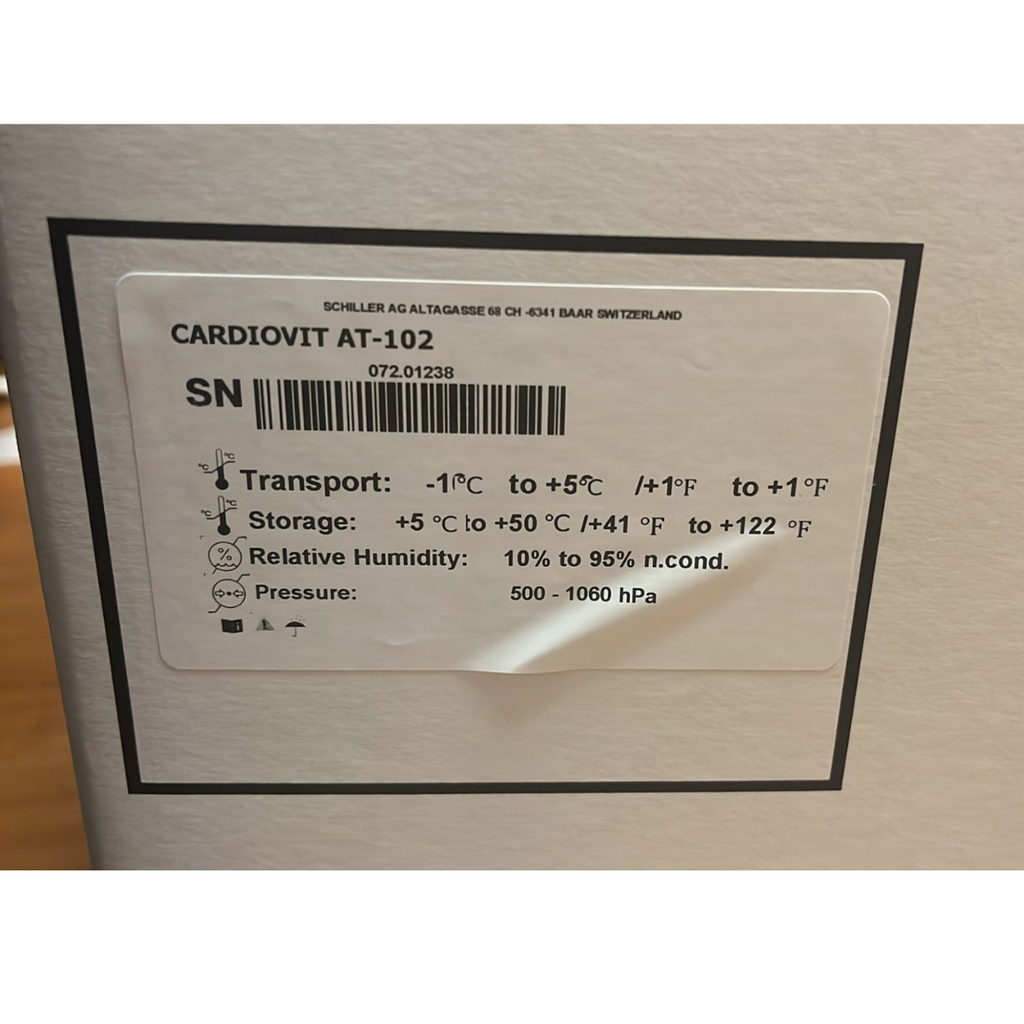 SCHILLER AG ALTAGASSE 68 CH -6341 BAAR SWITZERLAND
CARDIOVIT AT-102
072.01238
SN
Transport: -1°C to +5°C /+1°F to +1°F
Storage: +5 °C to +50 °C /+41 °F to +122 °F
Relative Humidity: 10% to 95% n.cond.
Pressure: 500 - 1060 hPa